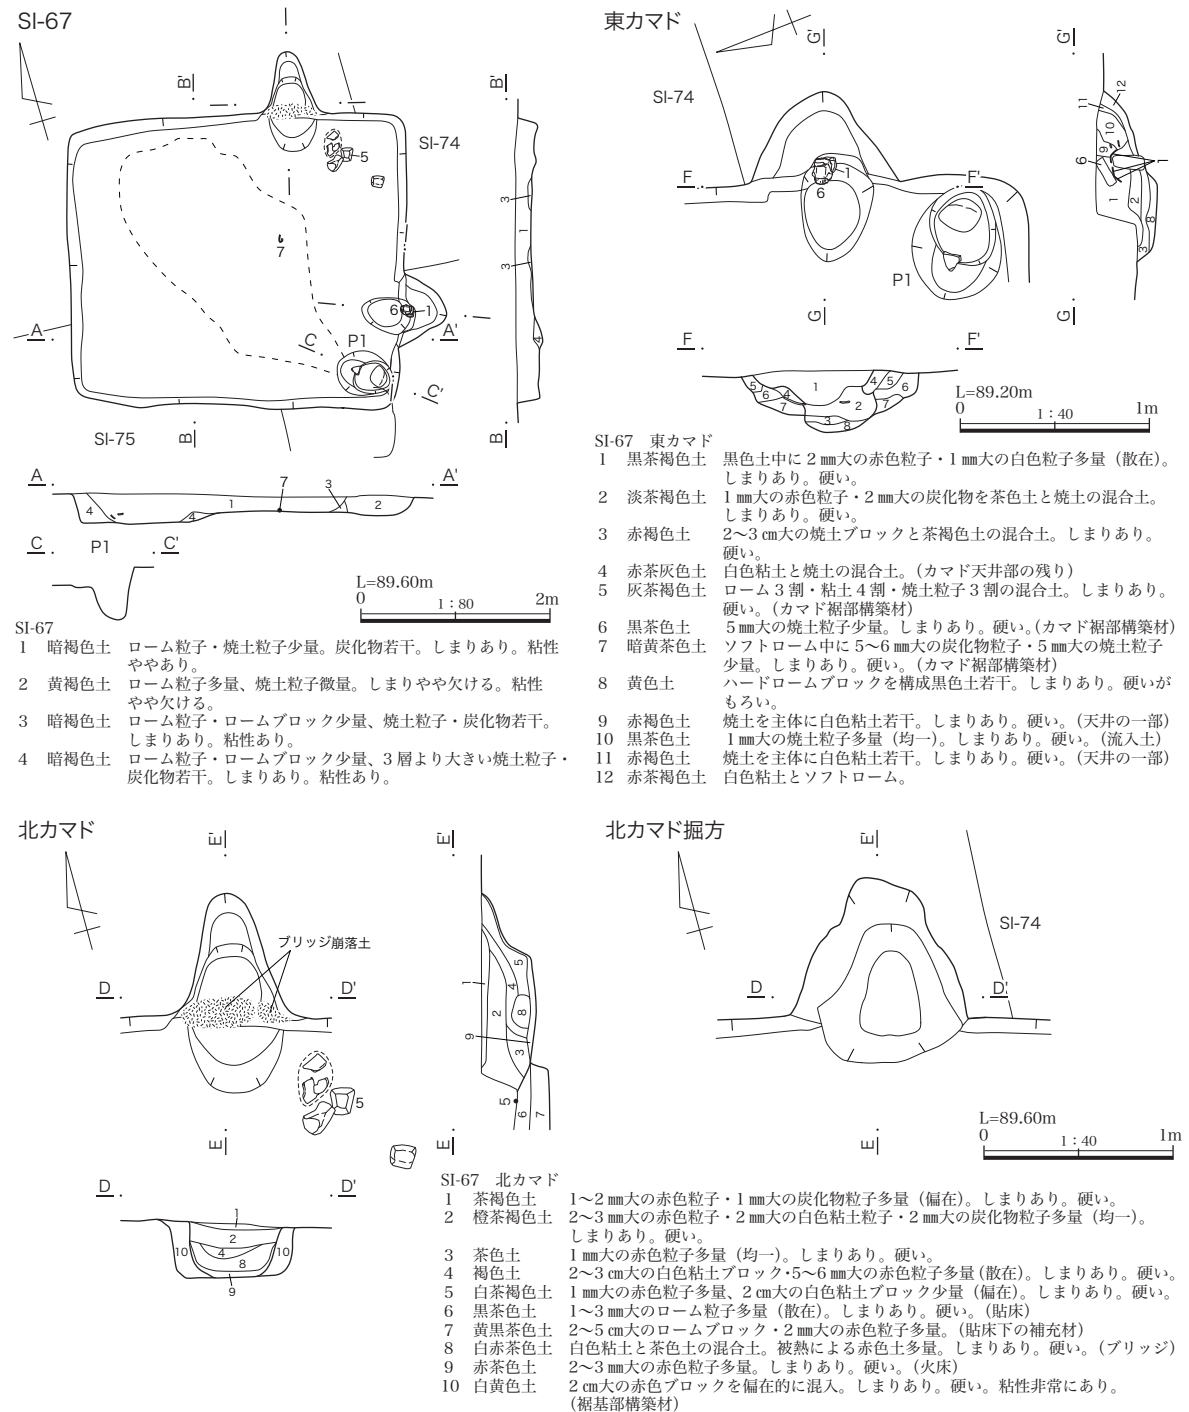 SI-67
B'
B'
SI-74
5
7
6
1
A
A'
C
P1
C'
SI-75
B
B
3
1
3
4
A
A'
7
3
4
4
1
2
C
P1
C'
L=89.60m
0
1：80
2m
SI-67
1 暗褐色土 ローム粒子・焼土粒子少量。炭化物若干。しまりあり。粘性
ややあり。
2 黄褐色土 ローム粒子多量、焼土粒子微量。しまりやや欠ける。粘性
やや欠ける。
3 暗褐色土 ローム粒子・ロームブロック少量、焼土粒子・炭化物若干。
しまりあり。粘性あり。
4 暗褐色土 ローム粒子・ロームブロック少量、3層より大きい焼土粒子・
炭化物若干。しまりあり。粘性あり。
東カマド
G'
G'
SI-74
F
F'
1
6
P1
G
G
11
12
10
9
6
1
1
2
8
3
F
F'
5
6
4
7
1
2
3
8
4
5
6
7
L=89.20m
0
1：40
1m
SI-67 東カマド
1 黒茶褐色土 黒色土中に2㎜大の赤色粒子・1㎜大の白色粒子多量（散在）。
しまりあり。硬い。
2 淡茶褐色土 1㎜大の赤色粒子・2㎜大の炭化物を茶色土と焼土の混合土。
しまりあり。硬い。
3 赤褐色土 2～3㎝大の焼土ブロックと茶褐色土の混合土。しまりあり。
硬い。
4 赤茶灰色土 白色粘土と焼土の混合土。（カマド天井部の残り）
5 灰茶褐色土 ローム3割・粘土4割・焼土粒子3割の混合土。しまりあり。
硬い。（カマド裾部構築材）
6 黒茶色土 5㎜大の焼土粒子少量。しまりあり。硬い。（カマド裾部構築材）
7 暗黄茶色土 ソフトローム中に5～6㎜大の炭化物粒子・5㎜大の焼土粒子
少量。しまりあり。硬い。（カマド裾部構築材）
8 黄色土 ハードロームブロックを構成黒色土若干。しまりあり。硬いが
もろい。
9 赤褐色土 焼土を主体に白色粘土若干。しまりあり。硬い。（天井の一部）
10 黒茶色土 1㎜大の焼土粒子多量（均一）。しまりあり。硬い。（流入土）
11 赤褐色土 焼土を主体に白色粘土若干。しまりあり。硬い。（天井の一部）
12 赤茶褐色土 白色粘土とソフトローム。
北カマド
E'
E'
ブリッジ崩落土
D
D'
5
E
E
1
2
5
4
8
9
3
5
6
7
D
D'
1
2
4
8
10
10
9
北カマド掘方
E'
SI-74
D
D'
E
L=89.60m
0
1：40
1m
SI-67 北カマド
1 茶褐色土 1～2㎜大の赤色粒子・1㎜大の炭化物粒子多量（偏在）。しまりあり。硬い。
2 橙茶褐色土 2～3㎜大の赤色粒子・2㎜大の白色粘土粒子・2㎜大の炭化物粒子多量（均一）。
しまりあり。硬い。
3 茶色土 1㎜大の赤色粒子多量（均一）。しまりあり。硬い。
4 褐色土 2～3㎝大の白色粘土ブロック・5～6㎜大の赤色粒子多量（散在）。しまりあり。硬い。
5 白茶褐色土 1㎜大の赤色粒子多量、2㎝大の白色粘土ブロック少量（偏在）。しまりあり。硬い。
6 黒茶色土 1～3㎜大のローム粒子多量（散在）。しまりあり。硬い。（貼床）
7 黄黒茶色土 2～5㎝大のロームブロック・2㎜大の赤色粒子多量。（貼床下の補充材）
8 白赤茶色土 白色粘土と茶色土の混合土。被熱による赤色土多量。しまりあり。硬い。（ブリッジ）
9 赤茶色土 2～3㎜大の赤色粒子多量。しまりあり。硬い。（火床）
10 白黄色土 2㎝大の赤色ブロックを偏在的に混入。しまりあり。硬い。粘性非常にあり。
（裾基部構築材）